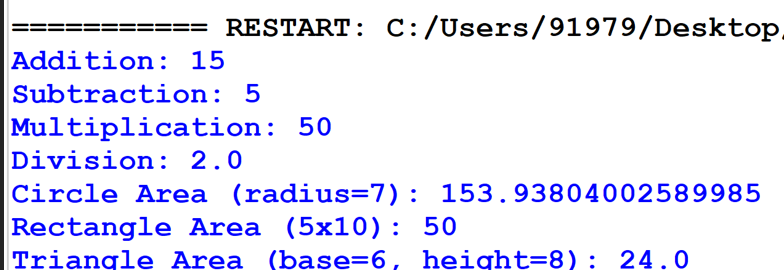 =========== RESTART: C:/Users/91979/Desktop/
Addition: 15
Subtraction: 5
Multiplication: 50
Division: 2.0
Circle Area (radius=7): 153.93804002589985
Rectangle Area (5x10): 50
Triangle Area (base=6, height=8): 24.0